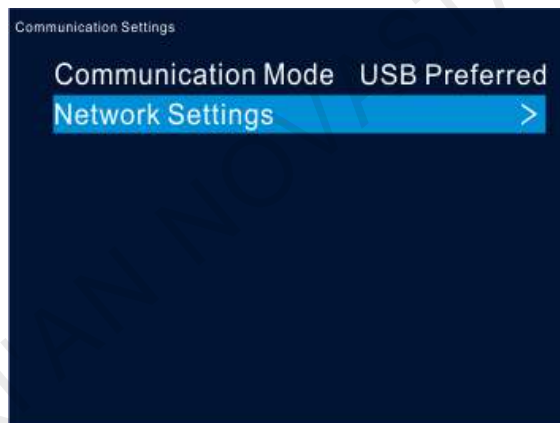 Communication Settings
Communication Mode USB Preferred
Network Settings >